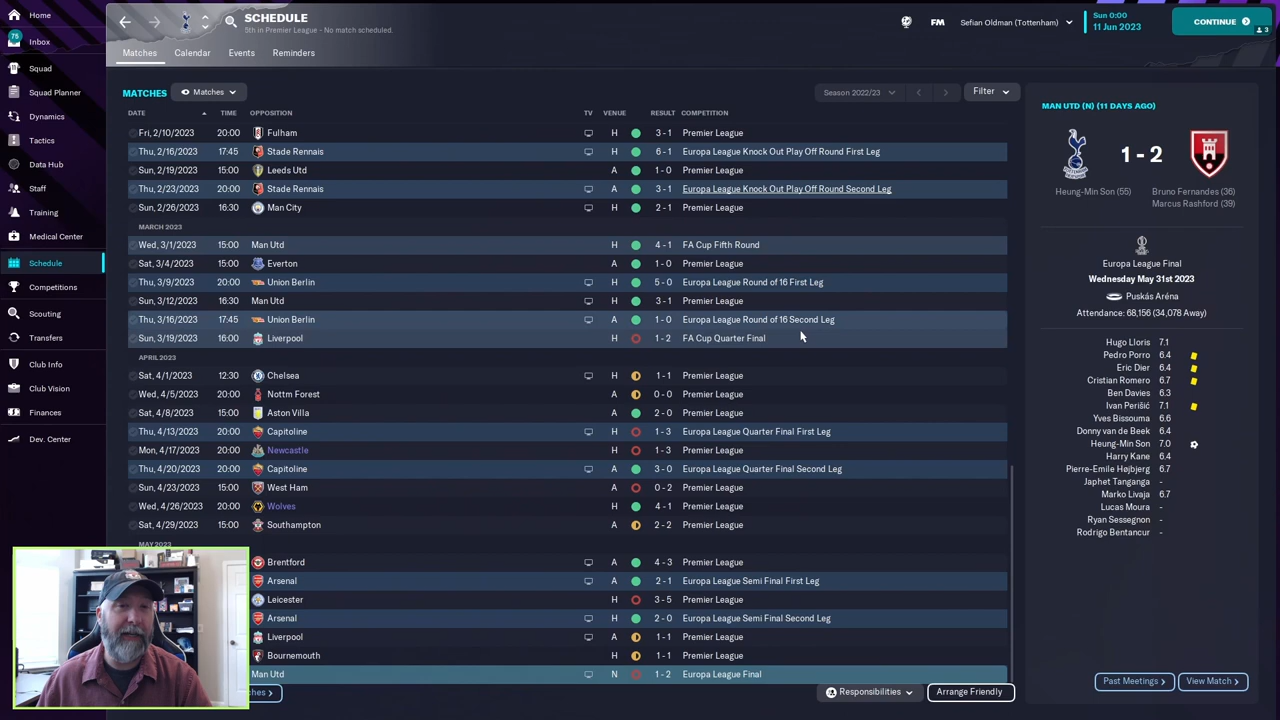 SCHEDULE
5th in Premier League - No match scheduled.
FM
Sefian Oldman (Tottenham)
Sun 0:00
11 Jun 2023
CONTINUE
3
Home
75
Inbox
Squad
Squad Planner
Dynamics
Tactics
Data Hub
Staff
Training
Medical Center
Schedule
Competitions
Scouting
Transfers
Club Info
Club Vision
Finances
Dev. Center
Matches
Calendar
Events
Reminders
MATCHES
Matches
Season 2022/23
Filter
DATE TIME OPPOSITION TV VENUE RESULT COMPETITION
Fri, 2/10/2023 20:00 Fulham H 3-1 Premier League
Thu, 2/16/2023 17:45 Stade Rennais H 6-1 Europa League Knock Out Play Off Round First Leg
Sun, 2/19/2023 15:00 Leeds Utd A 1-0 Premier League
Thu, 2/23/2023 20:00 Stade Rennais A 3-1 Europa League Knock Out Play Off Round Second Leg
Sun, 2/26/2023 16:30 Man City H 2-1 Premier League
MARCH 2023
Wed, 3/1/2023 15:00 Man Utd H 4-1 FA Cup Fifth Round
Sat, 3/4/2023 15:00 Everton A 1-0 Premier League
Thu, 3/9/2023 20:00 Union Berlin H 5-0 Europa League Round of 16 First Leg
Sun, 3/12/2023 16:30 Man Utd H 3-1 Premier League
Thu, 3/16/2023 17:45 Union Berlin A 1-0 Europa League Round of 16 Second Leg
Sun, 3/19/2023 16:00 Liverpool H 1-2 FA Cup Quarter Final
APRIL 2023
Sat, 4/1/2023 12:30 Chelsea H 1-1 Premier League
Wed, 4/5/2023 20:00 Nottm Forest A 0-0 Premier League
Sat, 4/8/2023 15:00 Aston Villa A 2-0 Premier League
Thu, 4/13/2023 20:00 Capitoline H 1-3 Europa League Quarter Final First Leg
Mon, 4/17/2023 20:00 Newcastle H 1-3 Premier League
Thu, 4/20/2023 20:00 Capitoline A 3-0 Europa League Quarter Final Second Leg
Sun, 4/23/2023 15:00 West Ham A 0-2 Premier League
Wed, 4/26/2023 20:00 Wolves H 4-1 Premier League
Sat, 4/29/2023 15:00 Southampton A 2-2 Premier League
MAY 2023
Brentford A 4-3 Premier League
Arsenal A 2-1 Europa League Semi Final First Leg
Leicester H 3-5 Premier League
Arsenal H 2-0 Europa League Semi Final Second Leg
Liverpool A 1-1 Premier League
Bournemouth H 1-1 Premier League
Man Utd N 1-2 Europa League Final
Responsibilities
Arrange Friendly
MAN UTD (N) (11 DAYS AGO)
1 - 2
Heung-Min Son (55) Bruno Fernandes (36)
Marcus Rashford (39)
Europa League Final
Wednesday May 31st 2023
Puskás Aréna
Attendance: 68,156 (34,078 Away)
Hugo Lloris 7.1
Pedro Porro 6.4
Eric Dier 6.4
Cristian Romero 6.7
Ben Davies 6.3
Ivan Perišić 7.1
Yves Bissouma 6.6
Donny van de Beek 6.4
Heung-Min Son 7.0
Harry Kane 6.4
Pierre-Emile Højbjerg 6.7
Japhet Tanganga -
Marko Livaja 6.7
Lucas Moura -
Ryan Sessegnon -
Rodrigo Bentancur -
Past Meetings
View Match